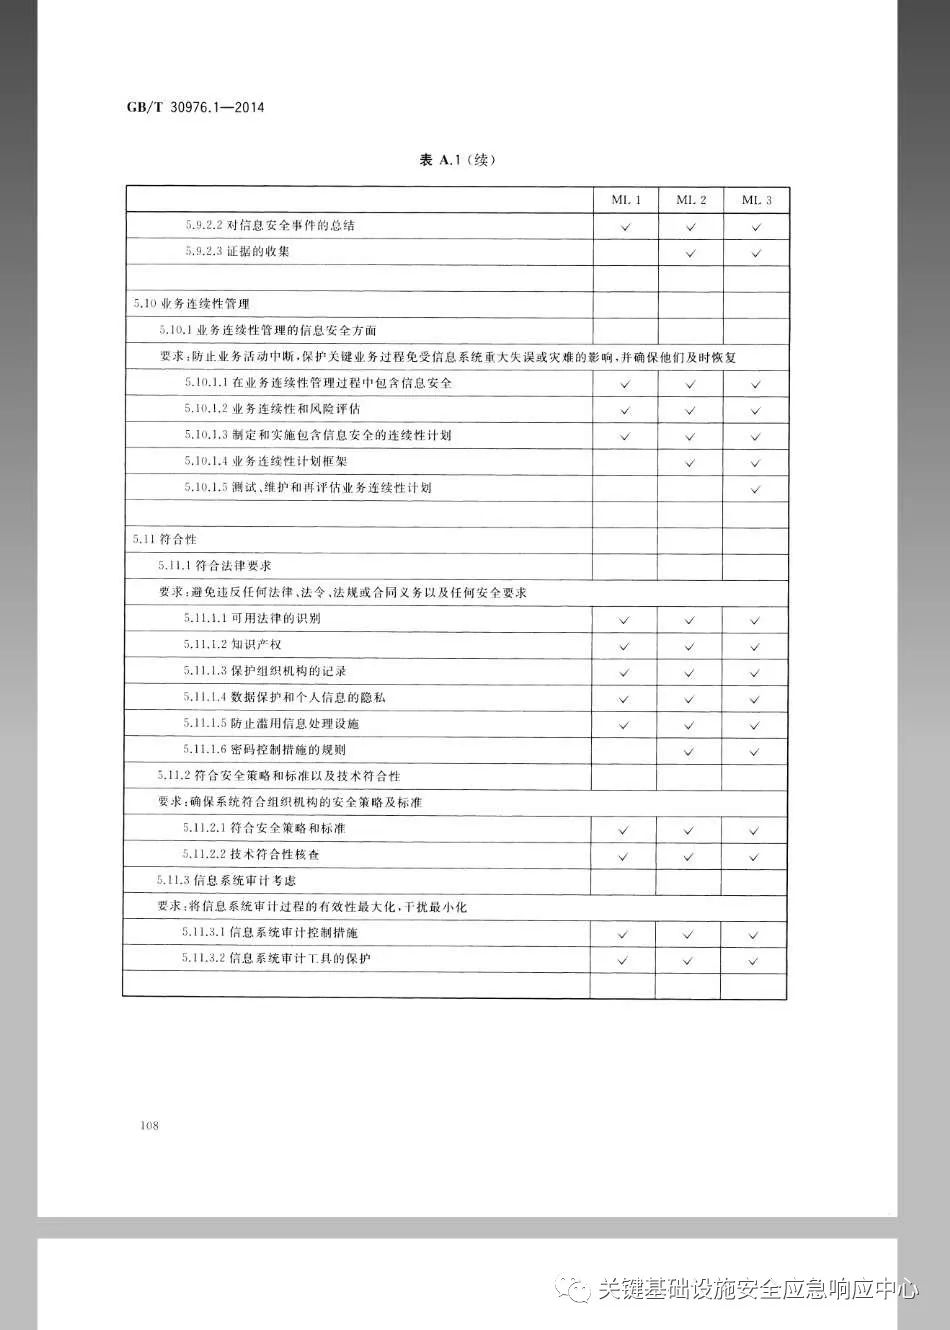 GB/T 30976.1—2014
表 A.1（续）
ML 1 ML 2 ML 3
5.9.2.2 对信息安全事件的总结 ✓ ✓ ✓
5.9.2.3 证据的收集 ✓ ✓
5.10 业务连续性管理
5.10.1 业务连续性管理的信息安全方面
要求:防止业务活动中断,保护关键业务过程免受信息系统重大失误或灾难的影响,并确保他们及时恢复
5.10.1.1 在业务连续性管理过程中包含信息安全 ✓ ✓ ✓
5.10.1.2 业务连续性和风险评估 ✓ ✓ ✓
5.10.1.3 制定和实施包含信息安全的连续性计划 ✓ ✓ ✓
5.10.1.4 业务连续性计划框架 ✓ ✓
5.10.1.5 测试、维护和再评估业务连续性计划 ✓
5.11 符合性
5.11.1 符合法律要求
要求:避免违反任何法律、法令、法规或合同义务以及任何安全要求
5.11.1.1 可用法律的识别 ✓ ✓ ✓
5.11.1.2 知识产权 ✓ ✓ ✓
5.11.1.3 保护组织机构的记录 ✓ ✓ ✓
5.11.1.4 数据保护和个人信息的隐私 ✓ ✓ ✓
5.11.1.5 防止滥用信息处理设施 ✓ ✓ ✓
5.11.1.6 密码控制措施的规则 ✓ ✓
5.11.2 符合安全策略和标准以及技术符合性
要求:确保系统符合组织机构的安全策略及标准
5.11.2.1 符合安全策略和标准 ✓ ✓ ✓
5.11.2.2 技术符合性核查 ✓ ✓ ✓
5.11.3 信息系统审计考虑
要求:将信息系统审计过程的有效性最大化,干扰最小化
5.11.3.1 信息系统审计控制措施 ✓ ✓ ✓
5.11.3.2 信息系统审计工具的保护 ✓ ✓ ✓
108
关键基础设施安全应急响应中心